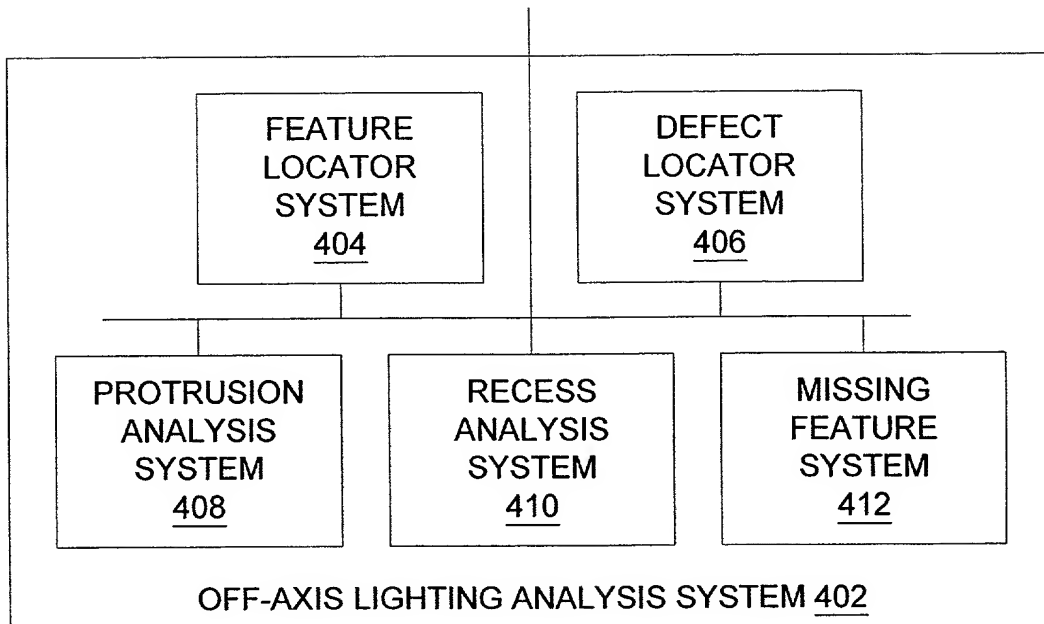 FEATURE
LOCATOR
SYSTEM
404
DEFECT
LOCATOR
SYSTEM
406
PROTRUSION
ANALYSIS
SYSTEM
408
RECESS
ANALYSIS
SYSTEM
410
MISSING
FEATURE
SYSTEM
412
OFF-AXIS LIGHTING ANALYSIS SYSTEM 402